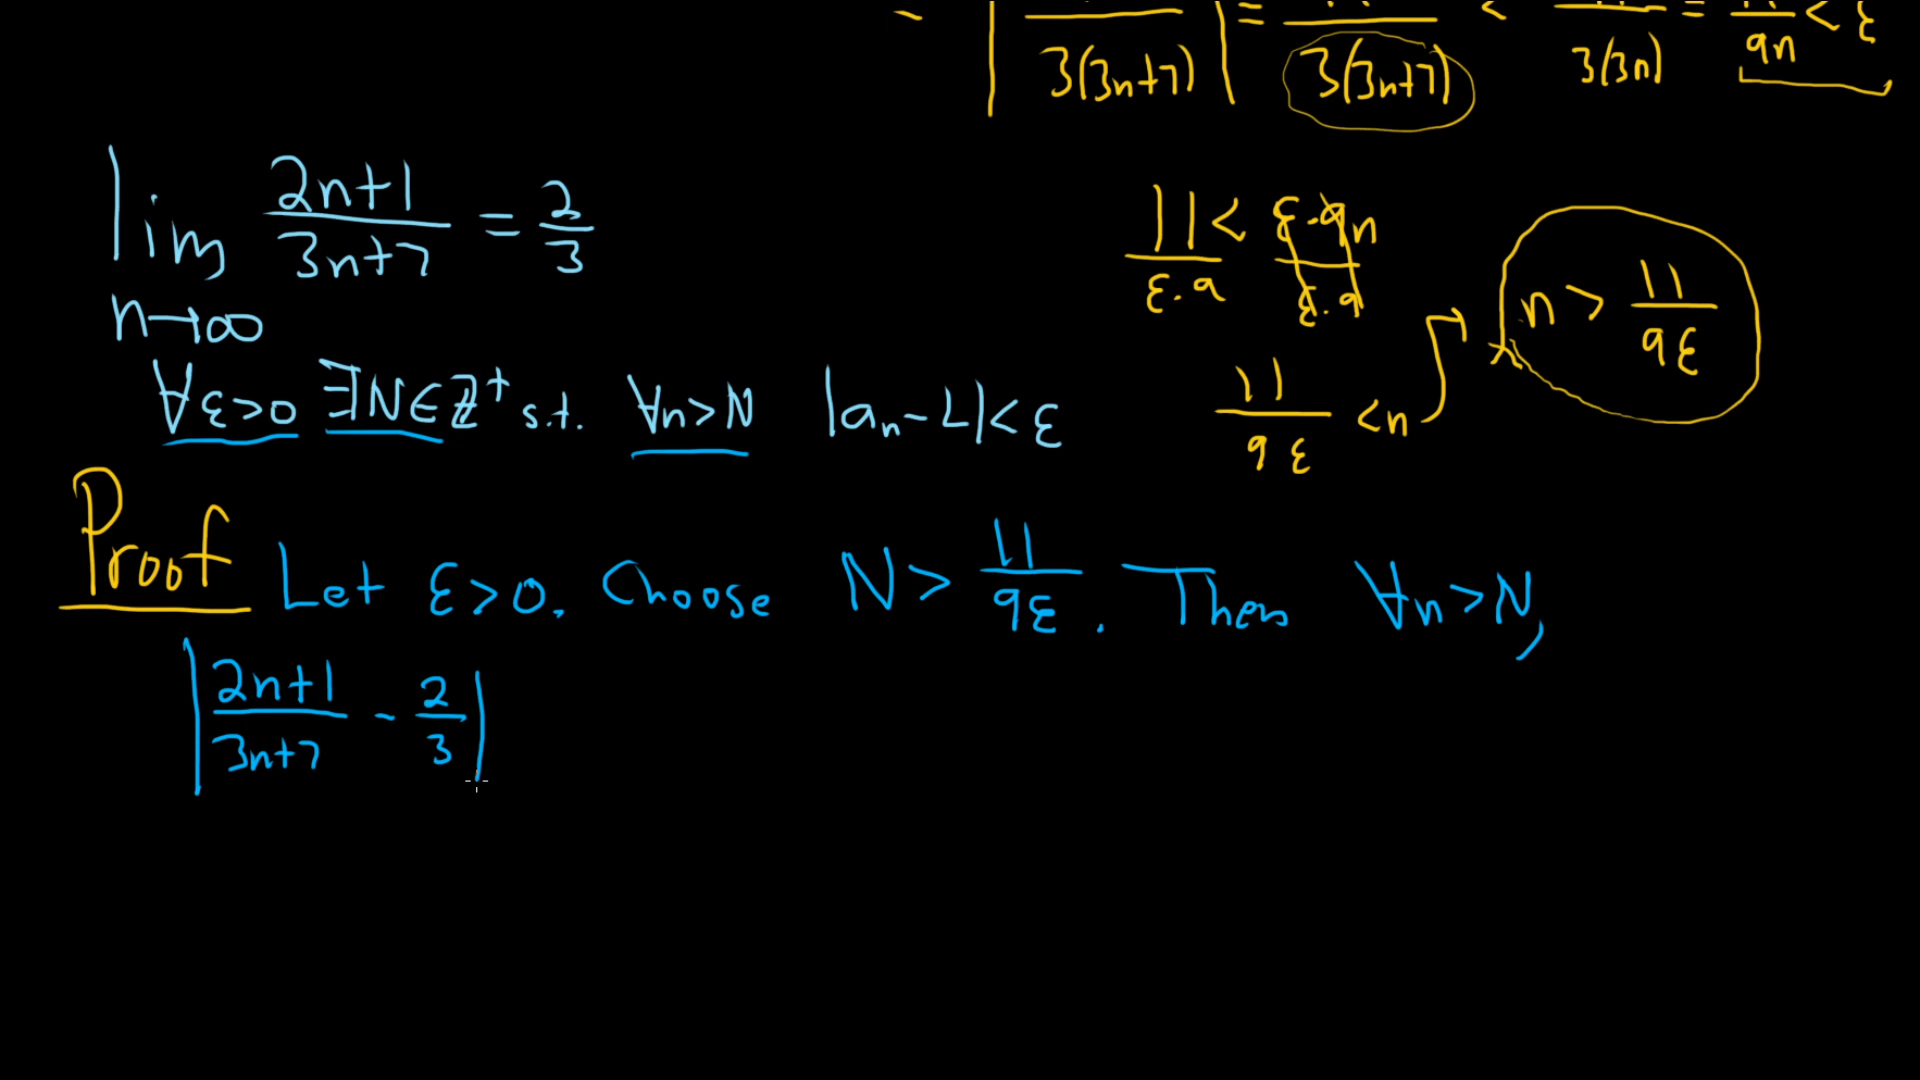 - | / 3(3n+7) | = / 3(3n+7) < / 3(3n) = 11 / 9n < ε
lim n→∞ (2n+1)/(3n+7) = 2/3
11/(ε·9) < (ε·9n)/(ε·9)
n > 11/(9ε)
11/(9ε) < n
∀ε>0 ∃N∈ℤ⁺ s.t. ∀n>N |aₙ-L|<ε
Proof Let ε>0. Choose N > 11/(9ε). Then ∀n>N,
|(2n+1)/(3n+7) - 2/3|